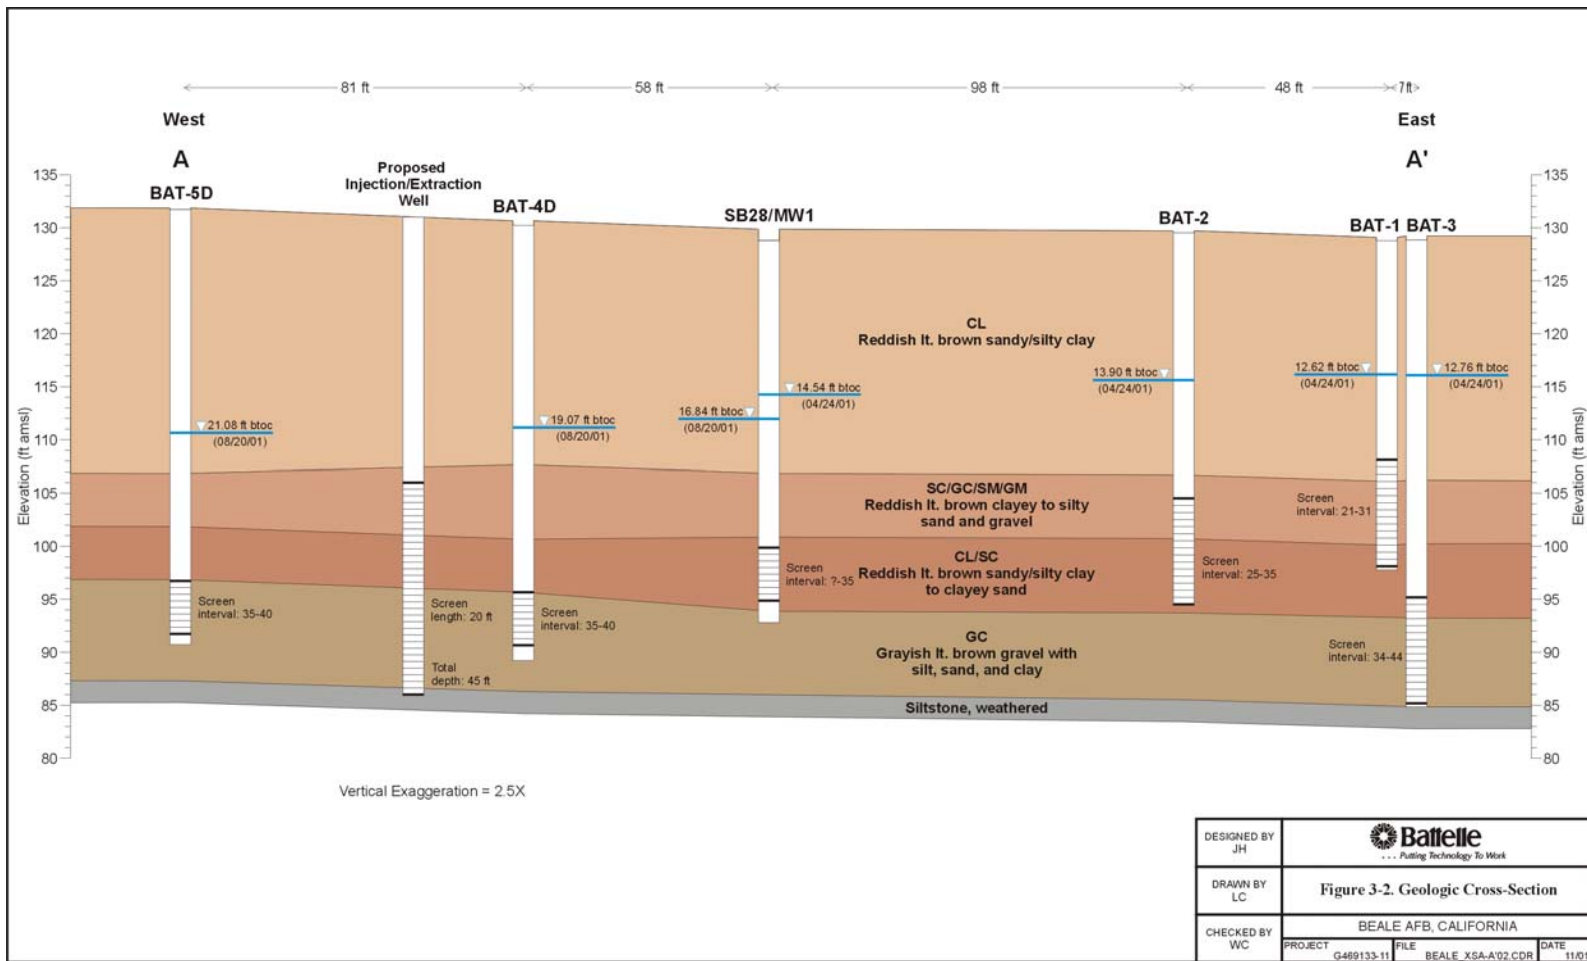 81 ft
58 ft
98 ft
48 ft
7ft
West
East
A
A'
Proposed
Injection/Extraction
Well
BAT-5D
BAT-4D
SB28/MW1
BAT-2
BAT-1
BAT-3
135
130
125
120
115
110
105
100
95
90
85
80
Elevation (ft amsl)
135
130
125
120
115
110
105
100
95
90
85
80
Elevation (ft amsl)
CL
Reddish lt. brown sandy/silty clay
21.08 ft btoc
(08/20/01)
19.07 ft btoc
(08/20/01)
16.84 ft btoc
(08/20/01)
14.54 ft btoc
(04/24/01)
13.90 ft btoc
(04/24/01)
12.62 ft btoc
(04/24/01)
12.76 ft btoc
(04/24/01)
SC/GC/SM/GM
Reddish lt. brown clayey to silty
sand and gravel
CL/SC
Reddish lt. brown sandy/silty clay
to clayey sand
GC
Grayish lt. brown gravel with
silt, sand, and clay
Siltstone, weathered
Screen
interval: 35-40
Screen
length: 20 ft
Total
depth: 45 ft
Screen
interval: 35-40
Screen
interval: ?-35
Screen
interval: 25-35
Screen
interval: 21-31
Screen
interval: 34-44
Vertical Exaggeration = 2.5X
DESIGNED BY
JH
Battelle
. . . Putting Technology To Work
DRAWN BY
LC
Figure 3-2. Geologic Cross-Section
CHECKED BY
WC
BEALE AFB, CALIFORNIA
PROJECT
G469133-11
FILE
BEALE_XSA-A'02.CDR
DATE
11/01